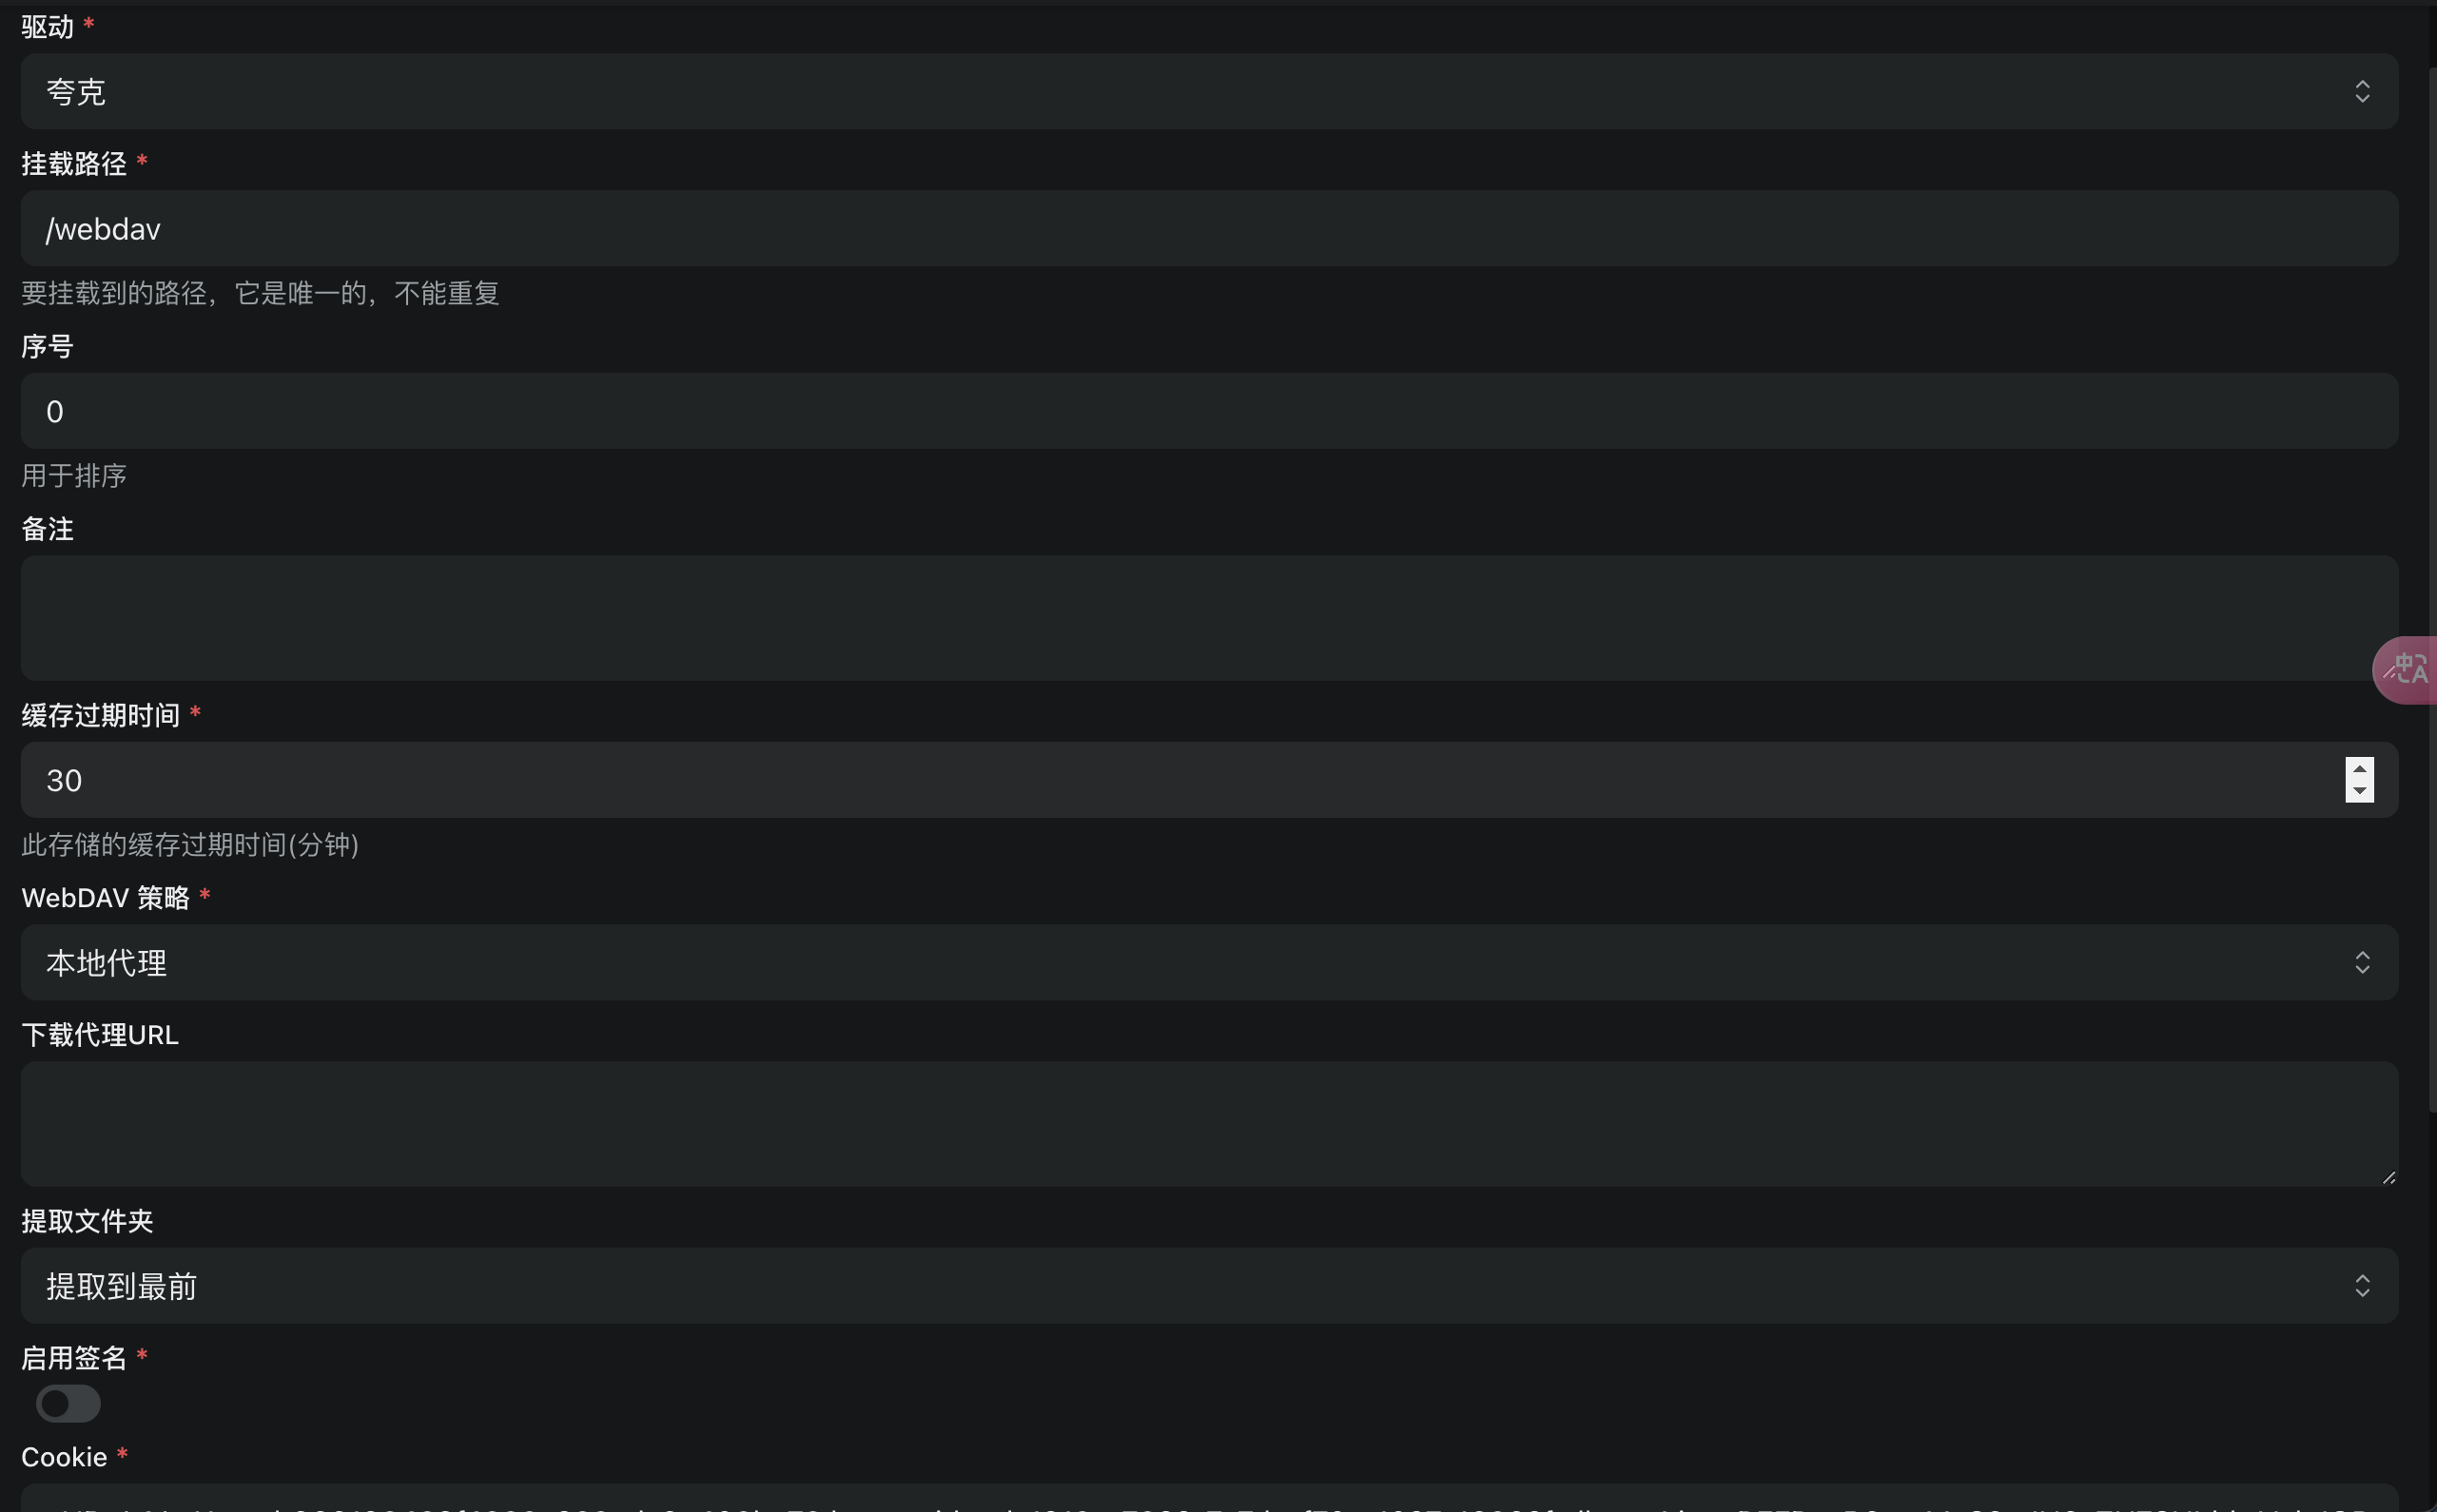 驱动 *
夸克
挂载路径 *
/webdav
要挂载到的路径，它是唯一的，不能重复
序号
0
用于排序
备注
缓存过期时间 *
30
此存储的缓存过期时间(分钟)
WebDAV 策略 *
本地代理
下载代理URL
提取文件夹
提取到最前
启用签名 *
Cookie *